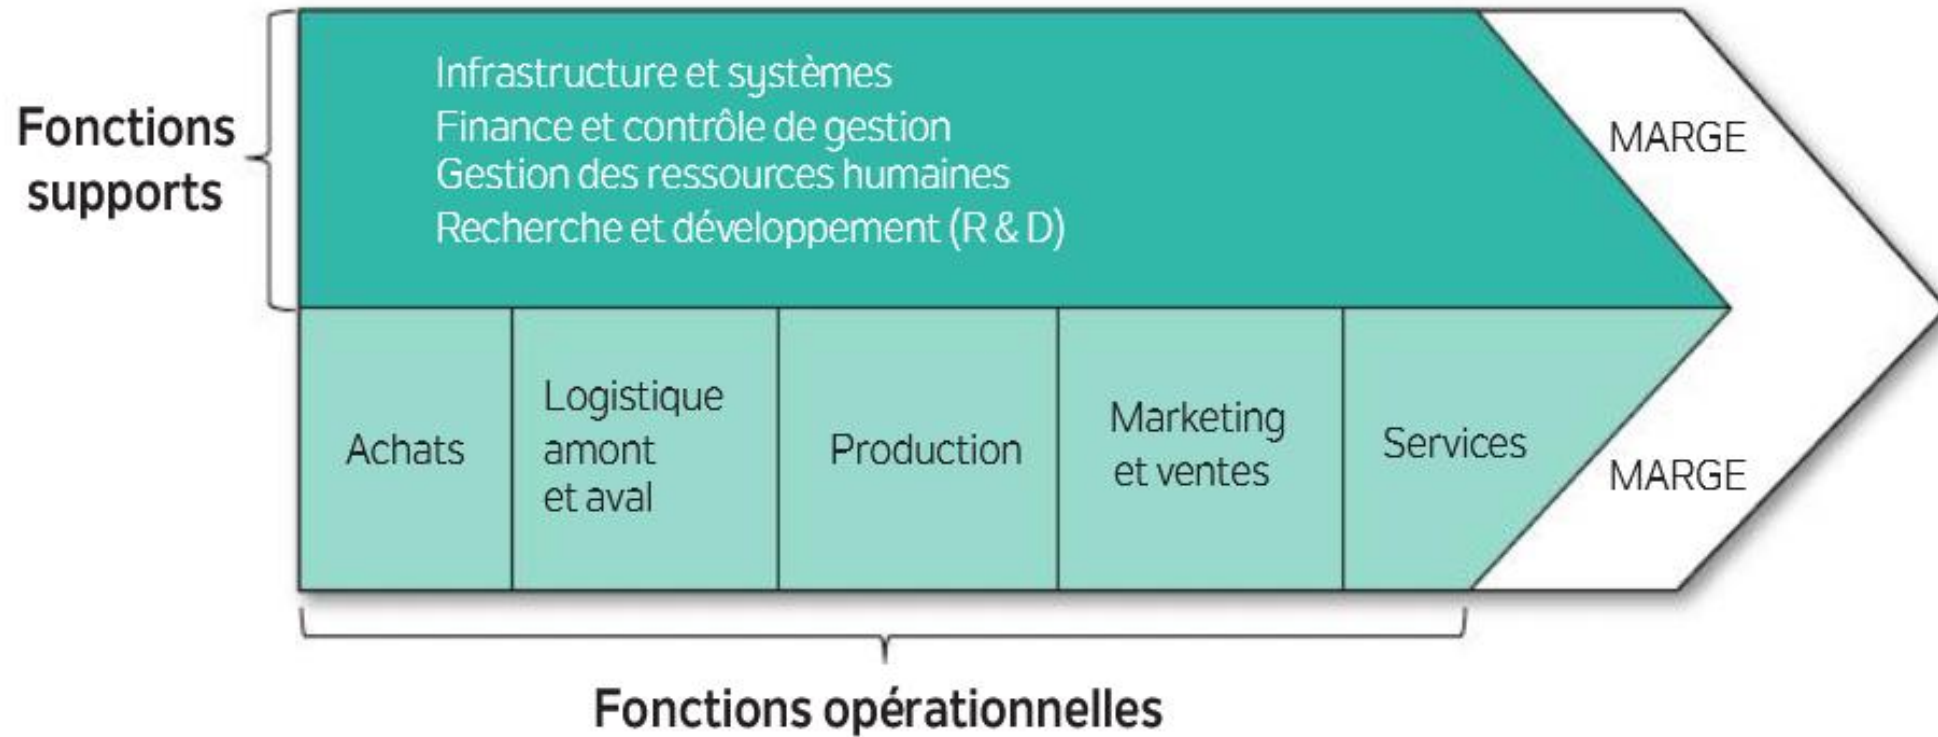 Fonctions
supports
Infrastructure et systèmes
Finance et contrôle de gestion
Gestion des ressources humaines
Recherche et développement (R & D)
MARGE
Achats
Logistique
amont
et aval
Production
Marketing
et ventes
Services
MARGE
Fonctions opérationnelles